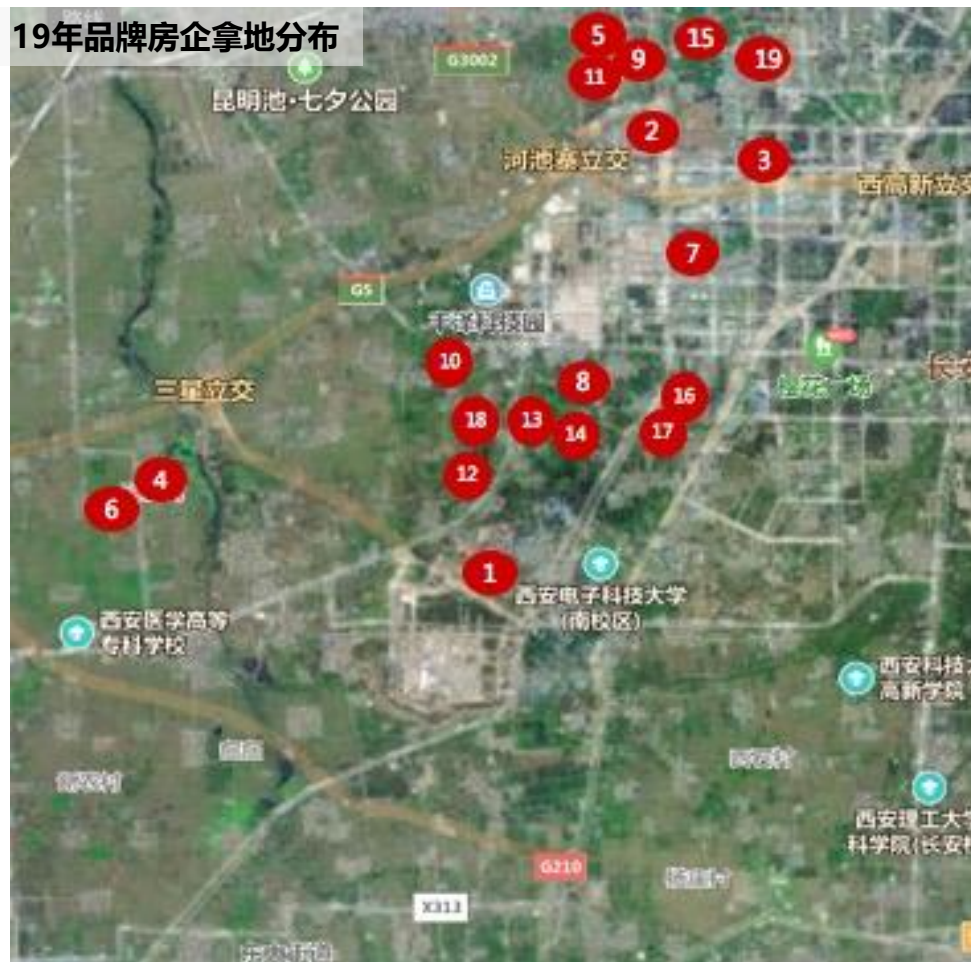 19年品牌房企拿地分布
5
15
9
19
11
G3002
昆明池·七夕公园
2
河池寨立交
3
西高新立交
7
G5
丰泽科技园
10
8
16
三星立交
18
13
14
17
12
4
6
1
西安电子科技大学
(南校区)
西安医学高等
专科学校
西安科技
高新学院
西安理工大学
科学院(长安校
G210
X313